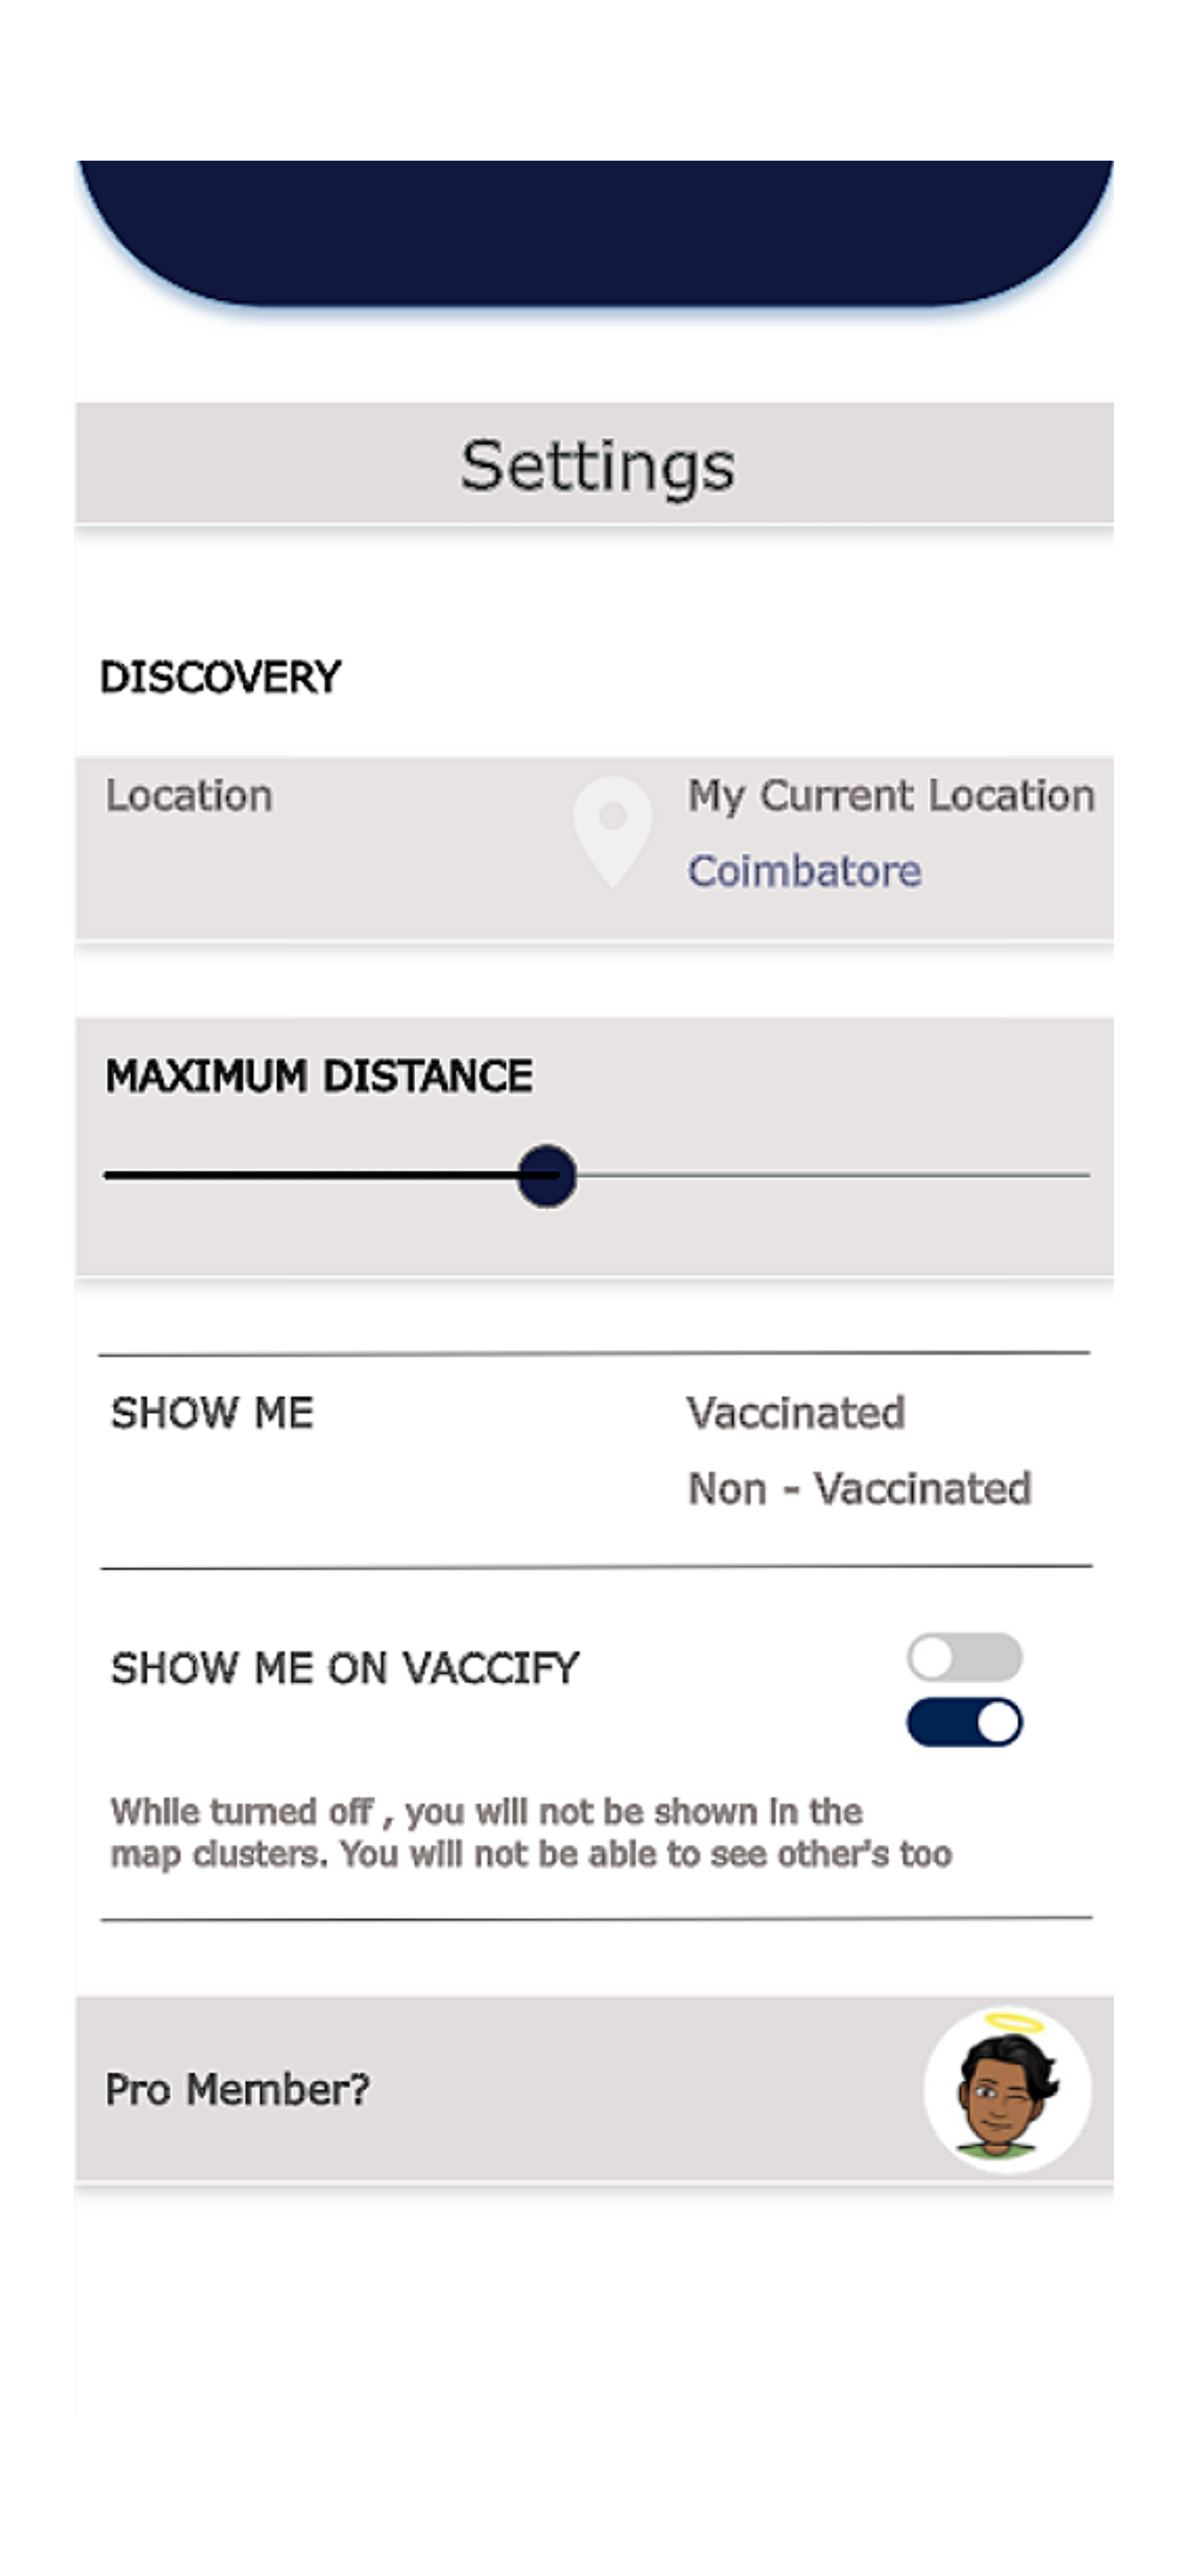 Settings
DISCOVERY
Location
My Current Location
Coimbatore
MAXIMUM DISTANCE
SHOW ME
Vaccinated
Non - Vaccinated
SHOW ME ON VACCIFY
While turned off , you will not be shown in the
map clusters. You will not be able to see other's too
Pro Member?